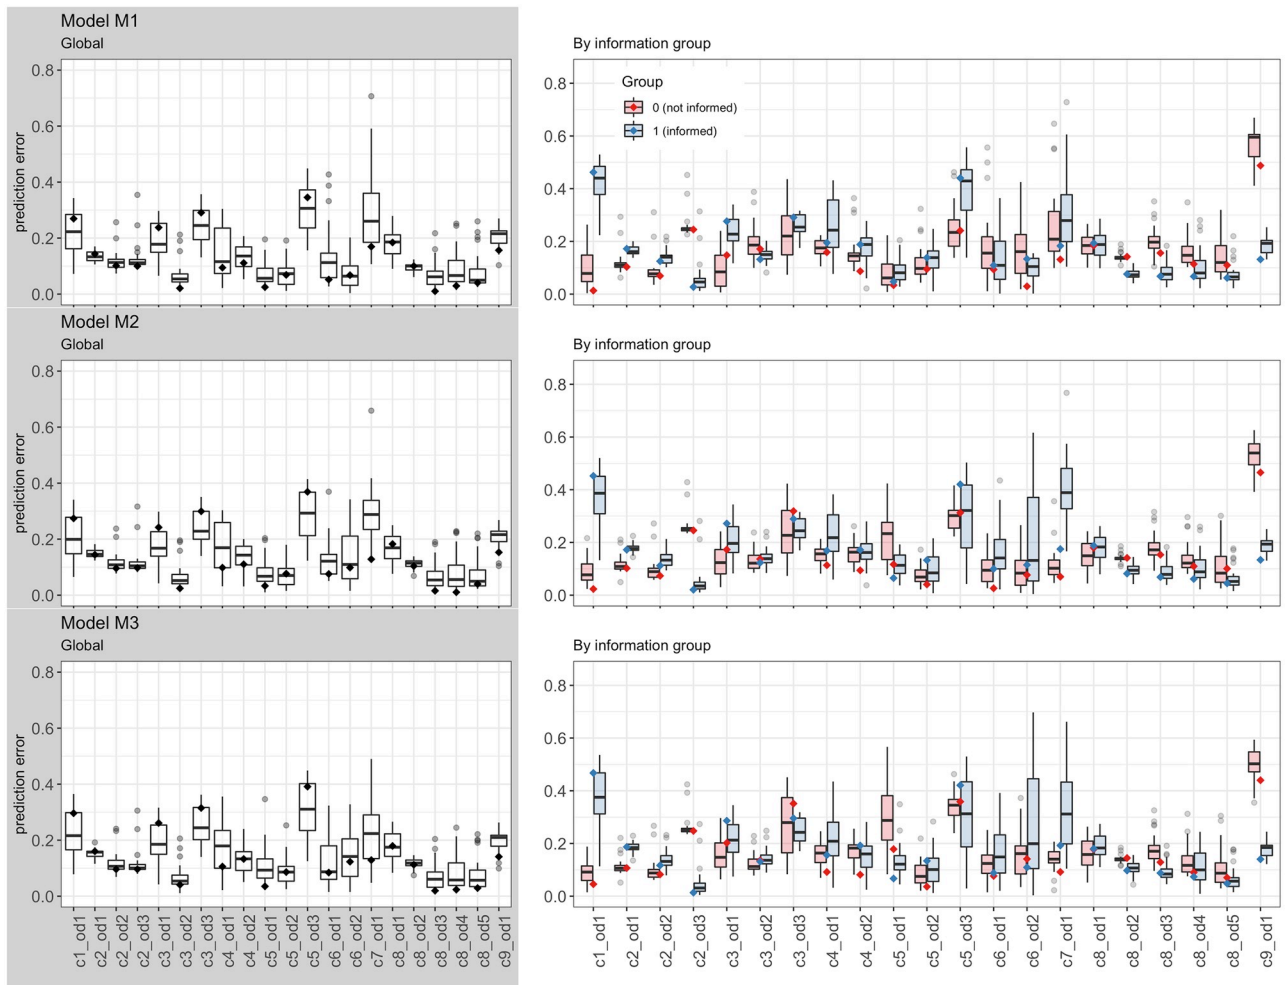 Model M1
Global
By information group
prediction error
0.8
0.6
0.4
0.2
0.0
0.8
0.6
0.4
0.2
0.0
Group
0 (not informed)
1 (informed)
Model M2
Global
By information group
prediction error
0.8
0.6
0.4
0.2
0.0
0.8
0.6
0.4
0.2
0.0
Model M3
Global
By information group
prediction error
0.8
0.6
0.4
0.2
0.0
0.8
0.6
0.4
0.2
0.0
c1_od1
c2_od1
c2_od2
c2_od3
c3_od1
c3_od2
c3_od3
c4_od1
c4_od2
c5_od1
c5_od2
c5_od3
c6_od1
c6_od2
c7_od1
c8_od1
c8_od2
c8_od3
c8_od4
c8_od5
c9_od1
c1_od1
c2_od1
c2_od2
c2_od3
c3_od1
c3_od2
c3_od3
c4_od1
c4_od2
c5_od1
c5_od2
c5_od3
c6_od1
c6_od2
c7_od1
c8_od1
c8_od2
c8_od3
c8_od4
c8_od5
c9_od1